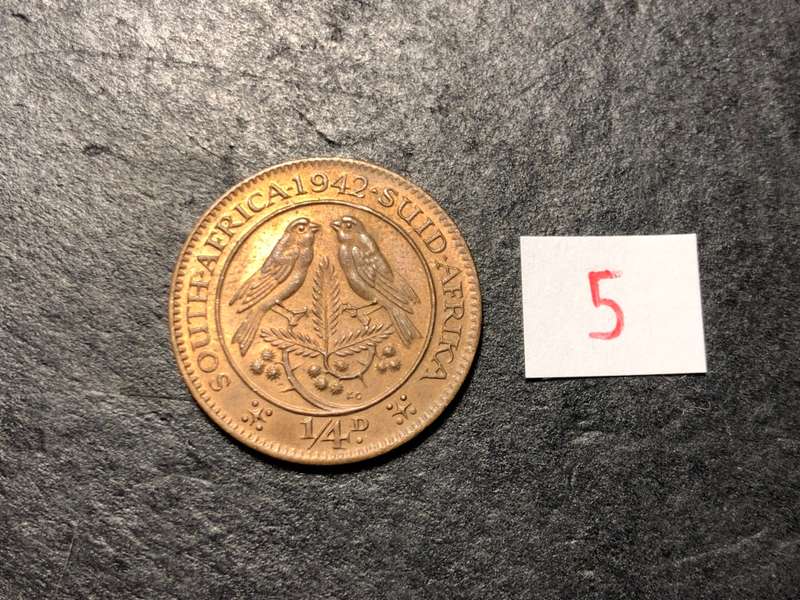 SOUTH·AFRICA·1942·SUID·AFRIKA
1/4D.
KG
5